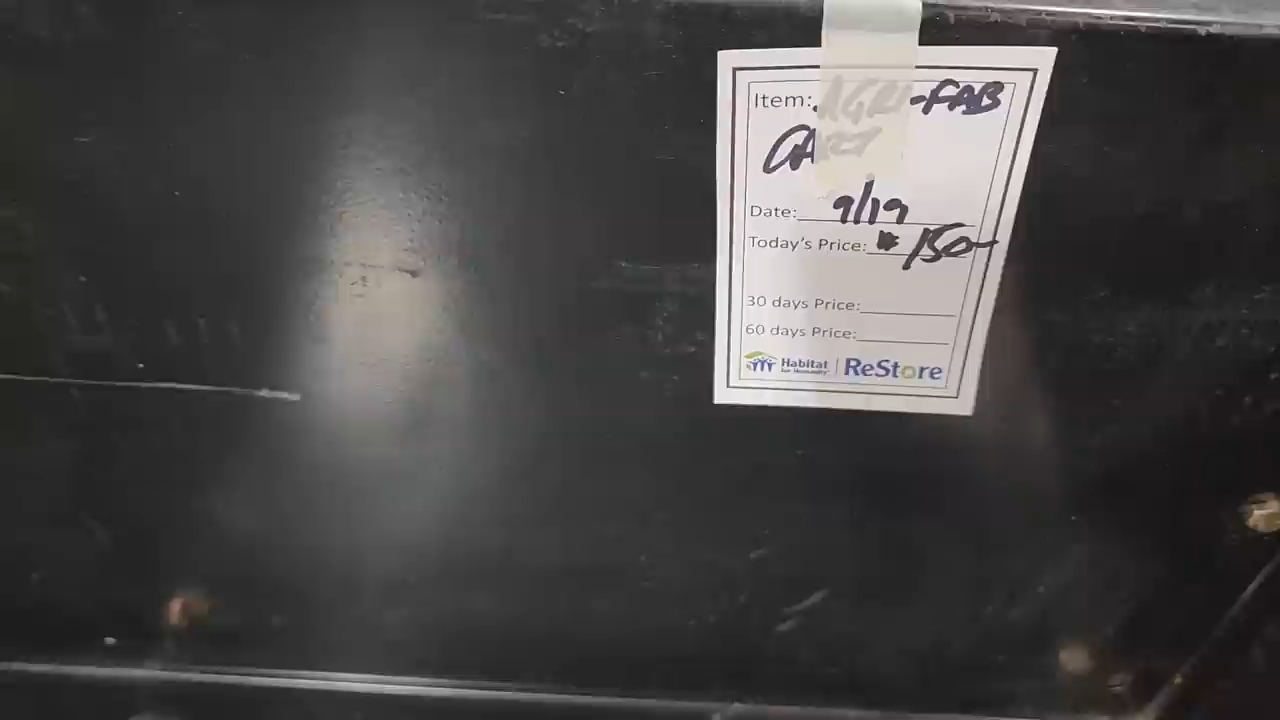 Item: AGRI-FAB
CART
Date: 9/19
Today's Price: $150-
30 days Price:
60 days Price:
Habitat for Humanity | ReStore